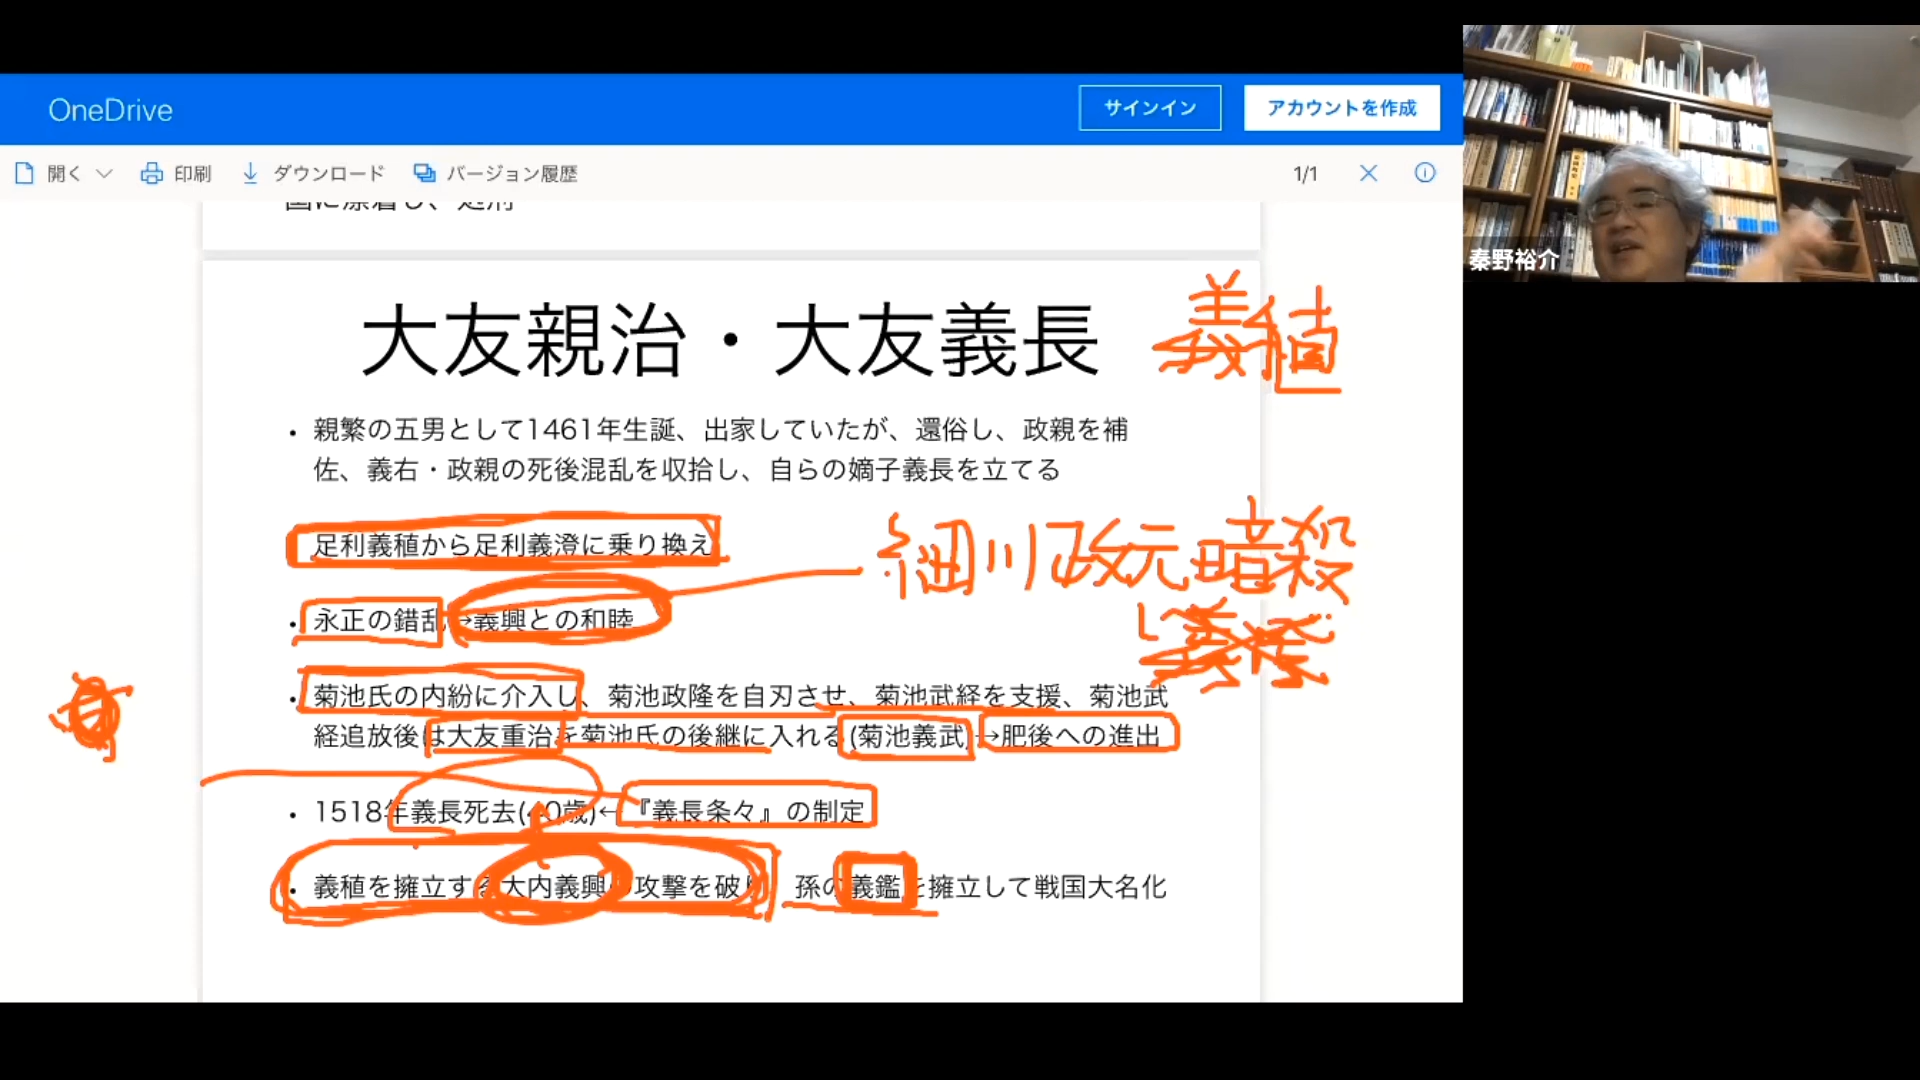 OneDrive
サインイン
アカウントを作成
開く
印刷
ダウンロード
バージョン履歴
1/1
秦野裕介
大友親治・大友義長
義稙
・親繁の五男として1461年生誕、出家していたが、還俗し、政親を補
佐、義右・政親の死後混乱を収拾し、自らの嫡子義長を立てる
足利義稙から足利義澄に乗り換え
細川政元暗殺
・永正の錯乱→義興との和睦
・菊池氏の内紛に介入し、菊池政隆を自刃させ、菊池武経を支援、菊池武
経追放後は大友重治を菊池氏の後継に入れる(菊池義武)→肥後への進出
・1518年義長死去(40歳)←『義長条々』の制定
・義稙を擁立する大内義興の攻撃を破り、孫の義鑑を擁立して戦国大名化